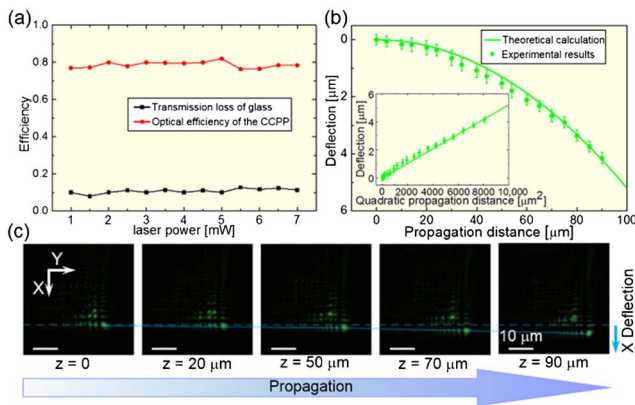 (a)
1.0
0.8
0.6
0.4
0.2
0.0
Efficiency
Transmission loss of glass
Optical efficiency of the CCPP
1 2 3 4 5 6 7
laser power [mW]
(b)
0
2
4
6
Deflection [μm]
Theoretical calculation
Experimental results
6
4
2
0
Deflection [μm]
0 2000 4000 6000 8000 10,000
Quadratic propagation distance [μm²]
0 20 40 60 80 100
Propagation distance [μm]
(c)
Y
X
10 μm
X Deflection
z = 0
z = 20 μm
z = 50 μm
z = 70 μm
z = 90 μm
Propagation